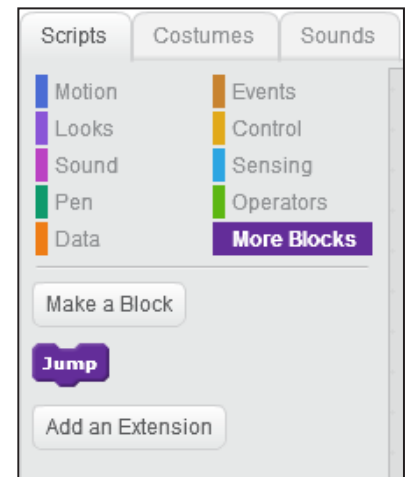 Scripts Costumes Sounds
Motion Events
Looks Control
Sound Sensing
Pen Operators
Data More Blocks
Make a Block
Jump
Add an Extension